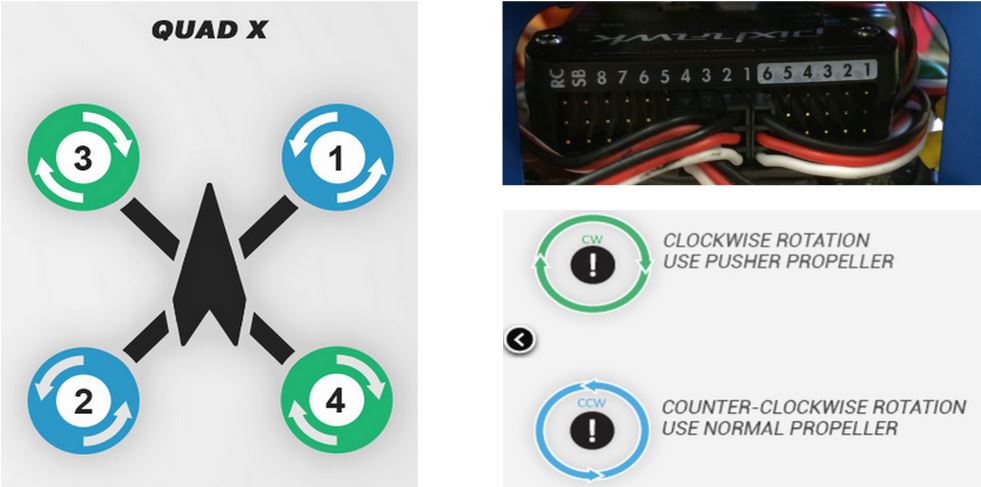 QUAD X
3
1
2
4
RC SB 8 7 6 5 4 3 2 1 6 5 4 3 2 1
CW
!
CLOCKWISE ROTATION
USE PUSHER PROPELLER
CCW
!
COUNTER-CLOCKWISE ROTATION
USE NORMAL PROPELLER